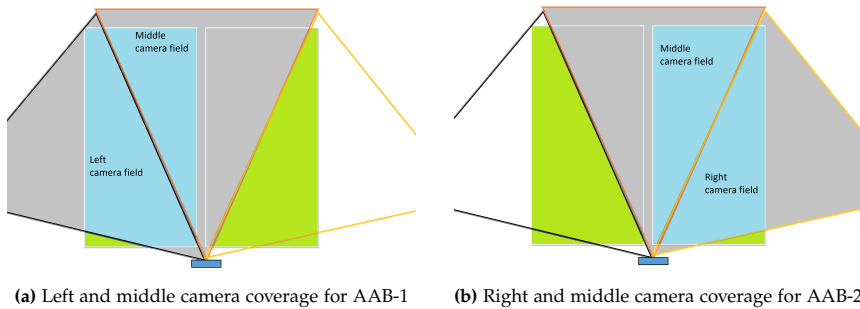 Middle
camera field
Left
camera field
(a) Left and middle camera coverage for AAB-1
Middle
camera field
Right
camera field
(b) Right and middle camera coverage for AAB-2